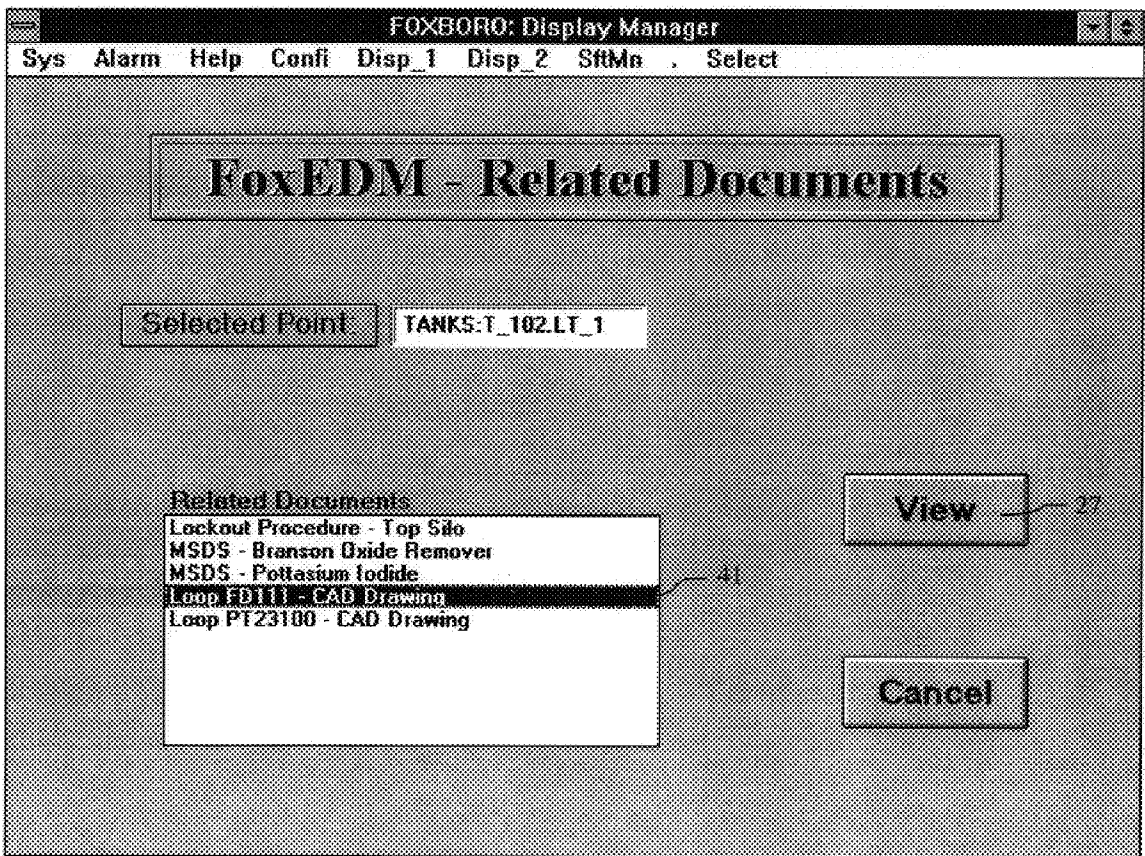 FOXBORO: Display Manager
Sys Alarm Help Confi Disp_1 Disp_2 SftMn . Select
FoxEDM - Related Documents
Selected Point: TANKS:T_102.LT_1
Related Documents
Lockout Procedure - Top Silo
MSDS - Branson Oxide Remover
MSDS - Pottasium Iodide
Loop FD111 - CAD Drawing
Loop PT23100 - CAD Drawing
41
View
27
Cancel